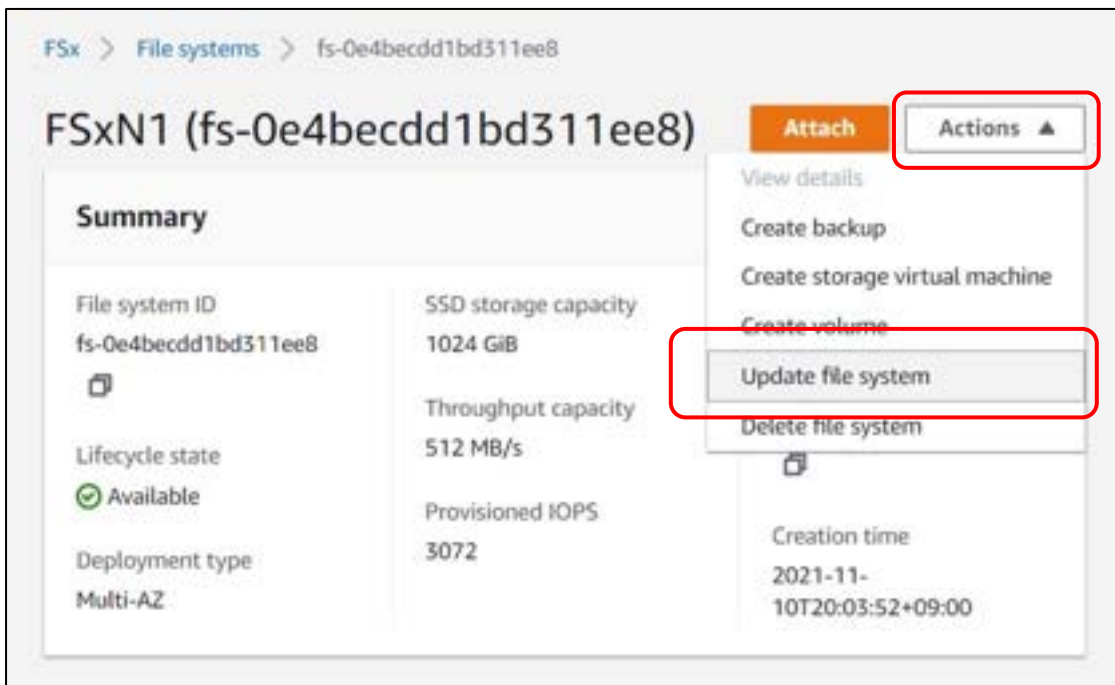 FSx > File systems > fs-0e4becdd1bd311ee8
FSxN1 (fs-0e4becdd1bd311ee8)
Attach
Actions ▲
View details
Create backup
Create storage virtual machine
Create volume
Update file system
Delete file system
Summary
File system ID
fs-0e4becdd1bd311ee8
Lifecycle state
Available
Deployment type
Multi-AZ
SSD storage capacity
1024 GiB
Throughput capacity
512 MB/s
Provisioned IOPS
3072
Creation time
2021-11-
10T20:03:52+09:00